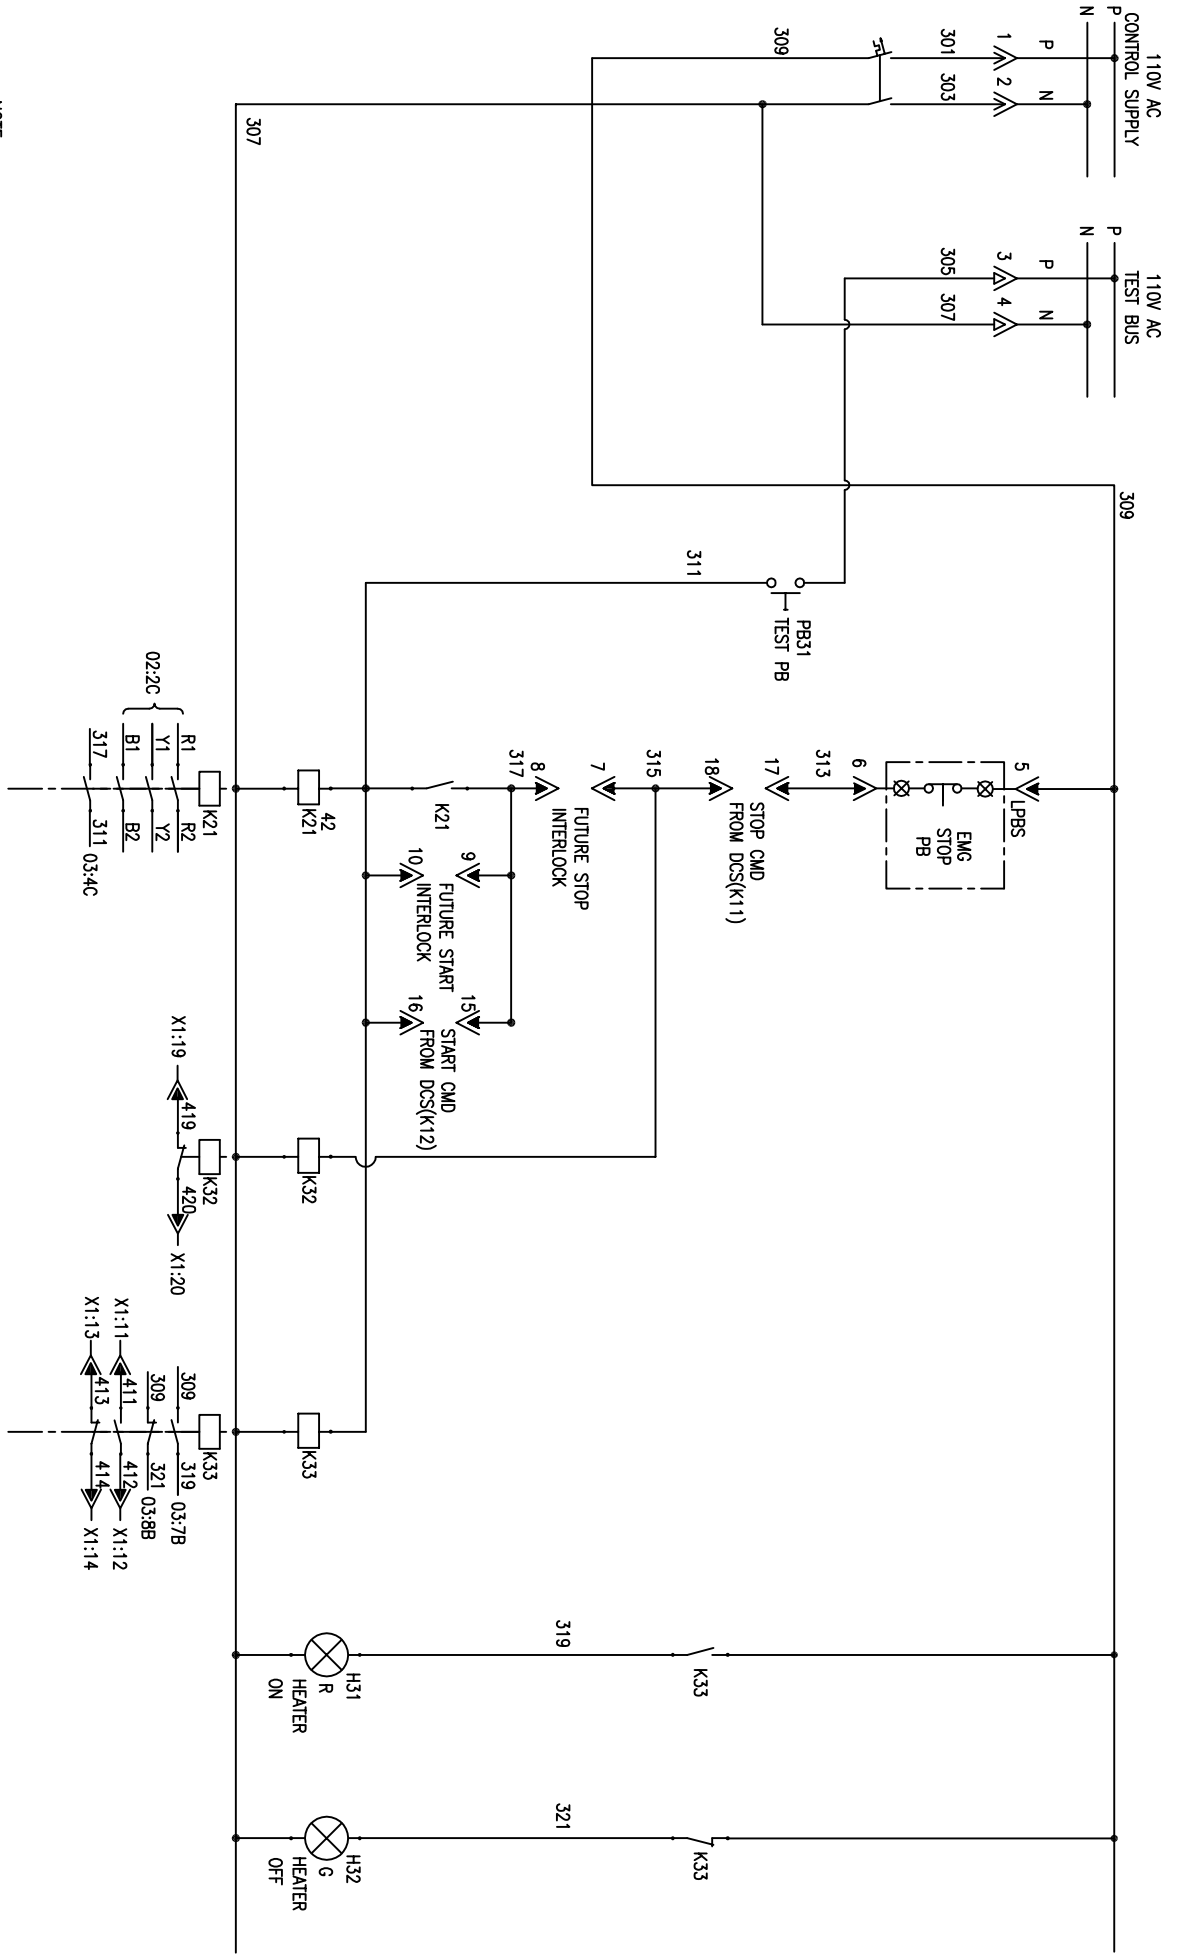 110V AC
CONTROL SUPPLY
P
N
P
N
1
2
301
303
309
307
110V AC
TEST BUS
P
N
P
N
3
4
305
307
309
311
PB31
TEST PB
5
LPBS
EMG
STOP
PB
6
313
17
STOP CMD
FROM DCS(K11)
18
315
7
FUTURE STOP
INTERLOCK
8
317
K21
9
FUTURE START
INTERLOCK
10
15
START CMD
FROM DCS(K12)
16
42
K21
K32
K33
K33
319
H31
R
HEATER
ON
K33
321
H32
G
HEATER
OFF
K21
R1
R2
Y1
Y2
B1
B2
02:2C
317
311
03:4C
K32
X1:19
419
420
X1:20
K33
309
319
03:7B
309
321
03:8B
X1:11
411
412
X1:12
X1:13
413
414
X1:14